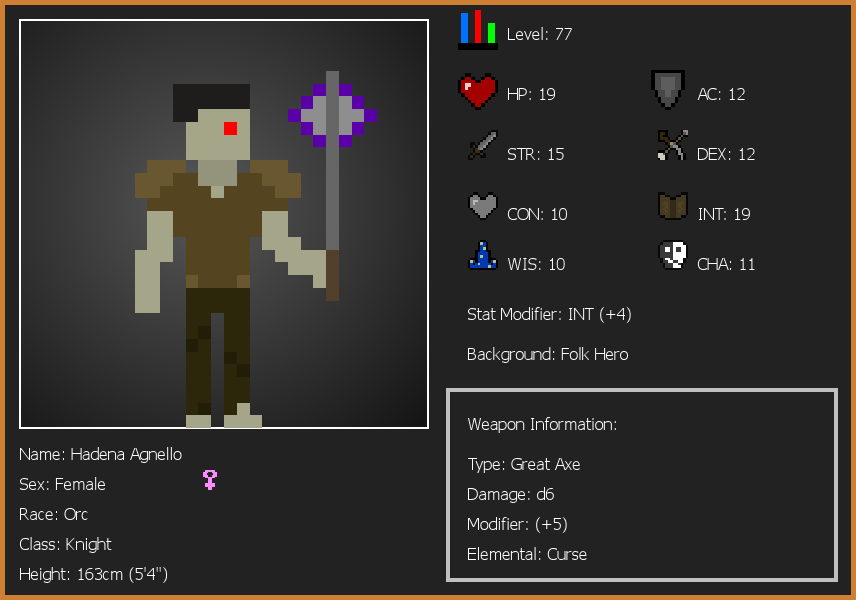 Level: 77
HP: 19
AC: 12
STR: 15
DEX: 12
CON: 10
INT: 19
WIS: 10
CHA: 11
Stat Modifier: INT (+4)
Background: Folk Hero
Weapon Information:
Type: Great Axe
Damage: d6
Modifier: (+5)
Elemental: Curse
Name: Hadena Agnello
Sex: Female
Race: Orc
Class: Knight
Height: 163cm (5'4")